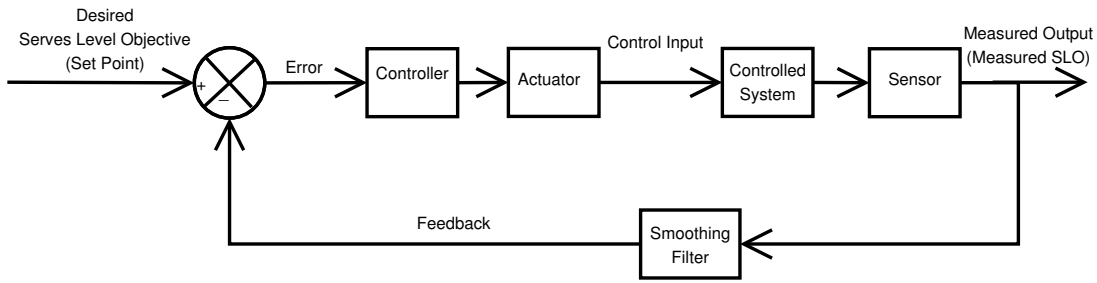 Desired
Serves Level Objective
(Set Point)
+
−
Error
Controller
Actuator
Control Input
Controlled
System
Sensor
Measured Output
(Measured SLO)
Feedback
Smoothing
Filter